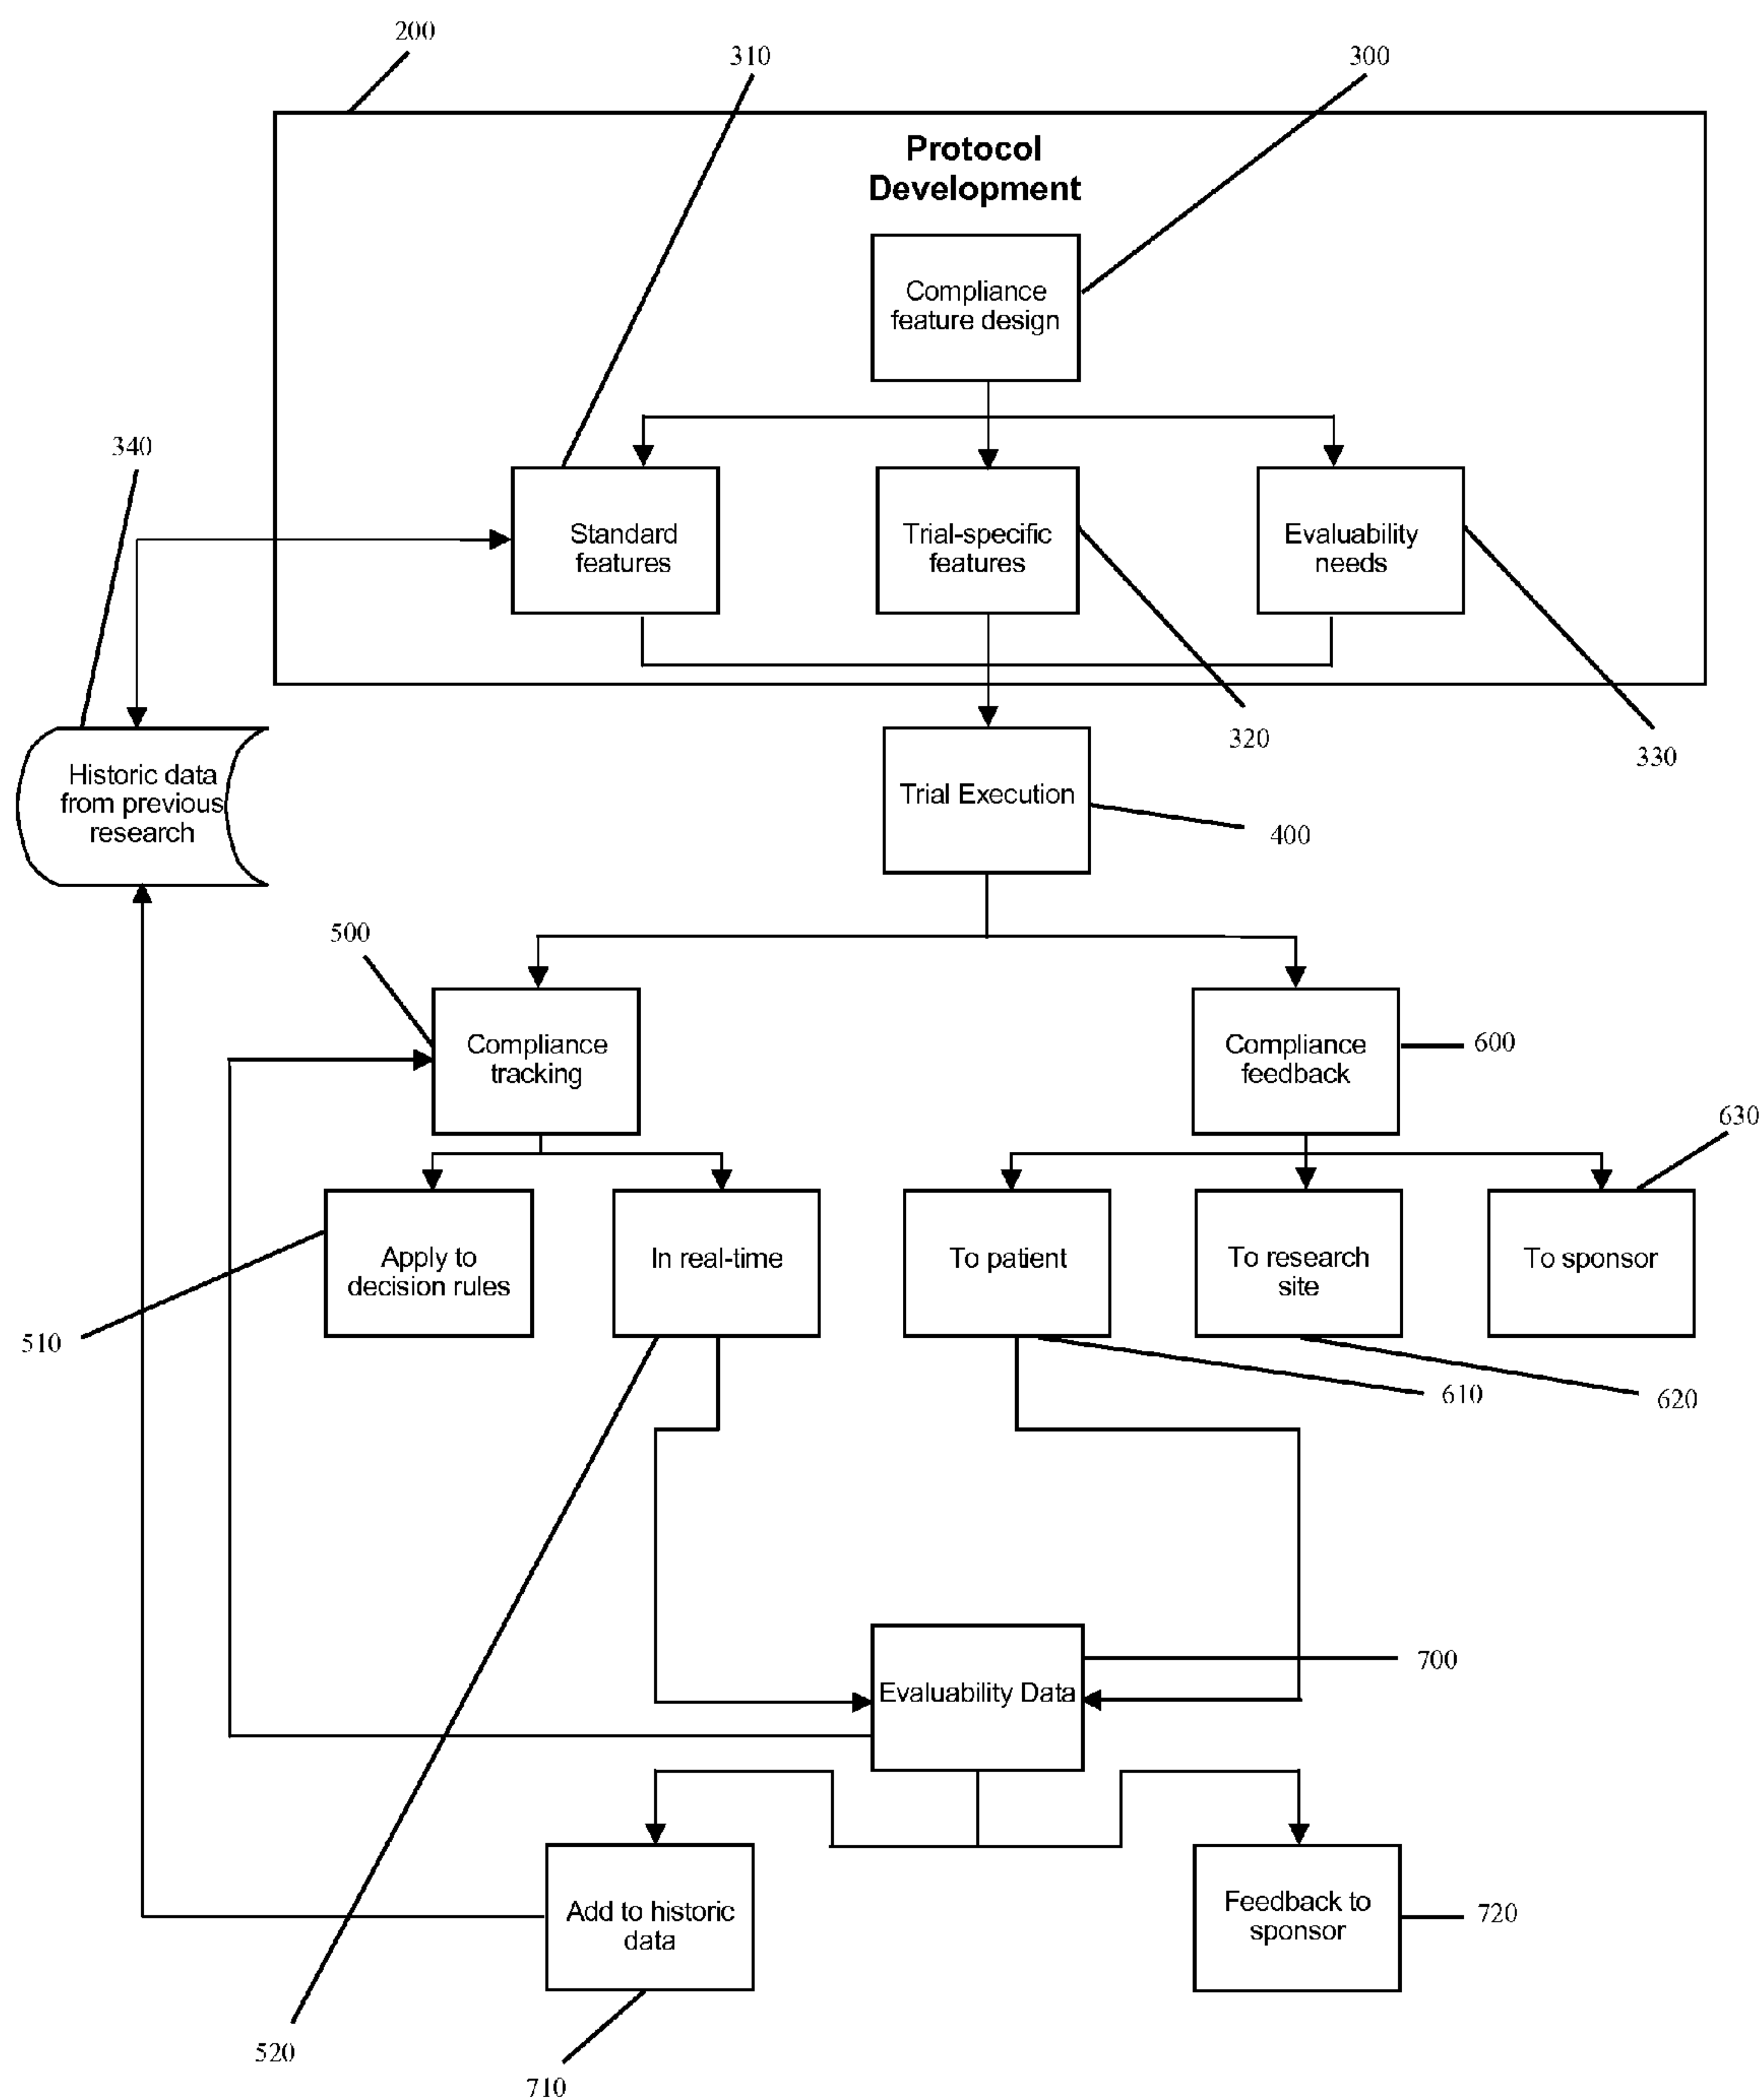 200
310
300
Protocol
Development
Compliance
feature design
340
Standard
features
Trial-specific
features
Evaluability
needs
320
330
Historic data
from previous
research
Trial Execution
400
500
Compliance
tracking
Compliance
feedback
600
630
Apply to
decision rules
In real-time
To patient
To research
site
To sponsor
510
610
620
700
Evaluability Data
Add to historic
data
Feedback to
sponsor
720
520
710